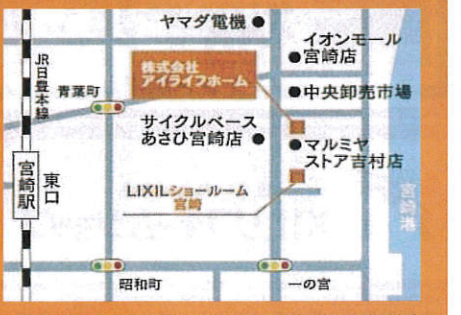 ヤマダ電機
イオンモール
宮崎店
株式会社
アイライフホーム
JR日豊本線
青葉町
中央卸売市場
サイクルベース
あさひ宮崎店
マルミヤ
ストア吉村店
宮崎駅
東口
LIXILショールーム
宮崎
宮崎港
昭和町
一の宮